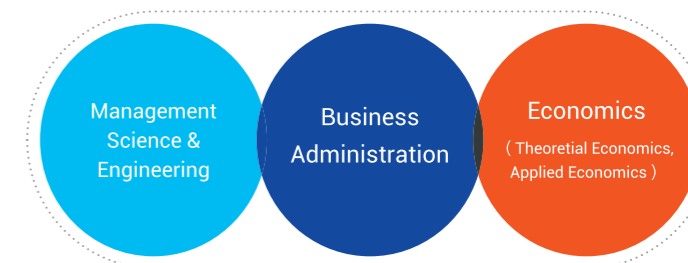 Management
Science &
Engineering
Business
Administration
Economics
( Theoretial Economics,
Applied Economics )